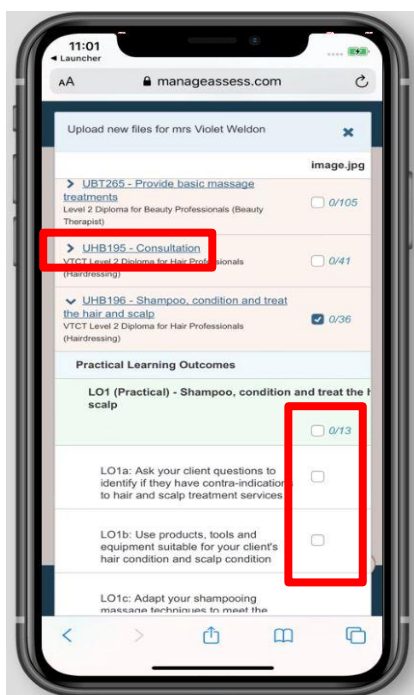 11:01
◀ Launcher
AA manageassess.com
Upload new files for mrs Violet Weldon ×
image.jpg
> UBT265 - Provide basic massage
treatments
Level 2 Diploma for Beauty Professionals (Beauty
Therapist)
0/105
> UHB195 - Consultation
VTCT Level 2 Diploma for Hair Professionals
(Hairdressing)
0/41
UHB196 - Shampoo, condition and treat
the hair and scalp
VTCT Level 2 Diploma for Hair Professionals
(Hairdressing)
0/36
Practical Learning Outcomes
LO1 (Practical) - Shampoo, condition and treat the h
scalp
0/13
LO1a: Ask your client questions to
identify if they have contra-indications
to hair and scalp treatment services
LO1b: Use products, tools and
equipment suitable for your client's
hair condition and scalp condition
LO1c: Adapt your shampooing
massage techniques to meet the